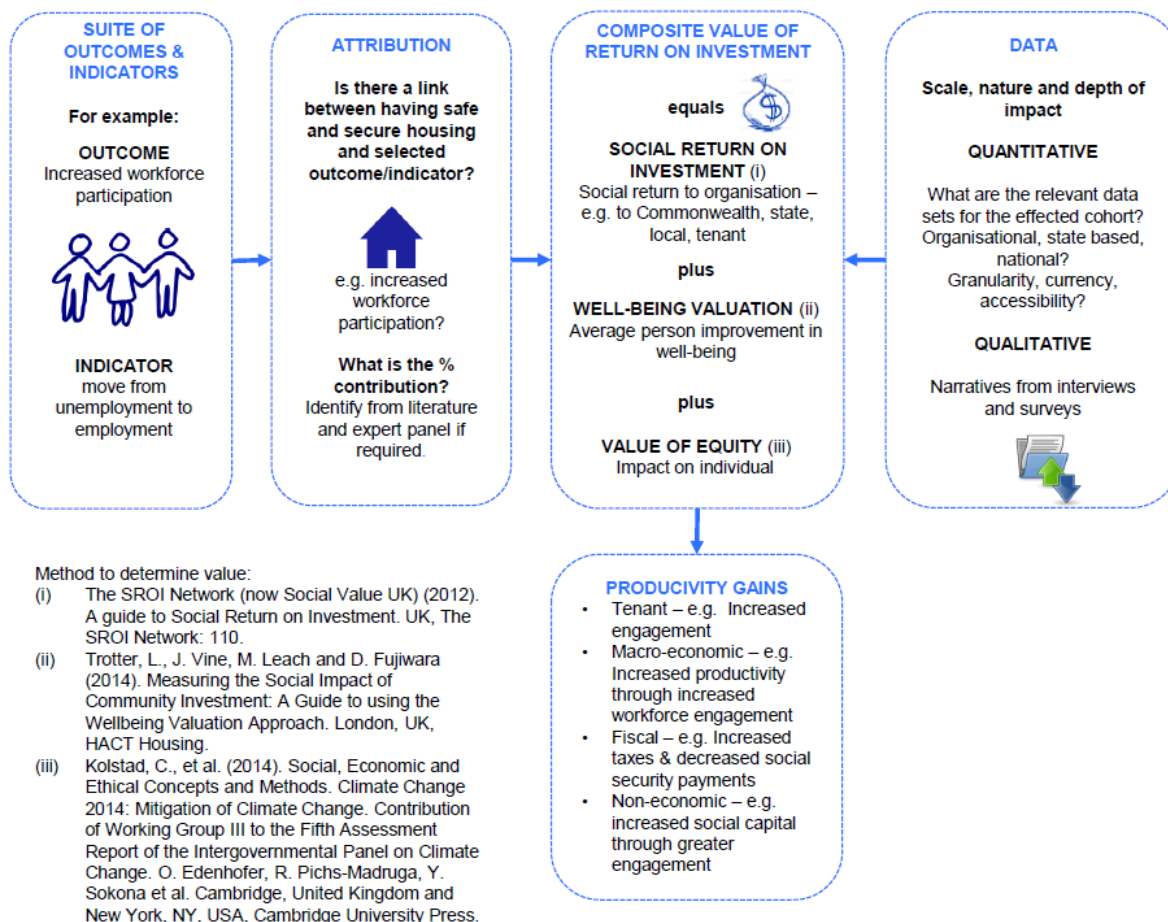 SUITE OF
OUTCOMES &
INDICATORS
For example:
OUTCOME
Increased workforce
participation
INDICATOR
move from
unemployment to
employment
ATTRIBUTION
Is there a link
between having safe
and secure housing
and selected
outcome/indicator?
e.g. increased
workforce
participation?
What is the %
contribution?
Identify from literature
and expert panel if
required.
COMPOSITE VALUE OF
RETURN ON INVESTMENT
equals
$
SOCIAL RETURN ON
INVESTMENT (i)
Social return to organisation –
e.g. to Commonwealth, state,
local, tenant
plus
WELL-BEING VALUATION (ii)
Average person improvement in
well-being
plus
VALUE OF EQUITY (iii)
Impact on individual
DATA
Scale, nature and depth of
impact
QUANTITATIVE
What are the relevant data
sets for the effected cohort?
Organisational, state based,
national?
Granularity, currency,
accessibility?
QUALITATIVE
Narratives from interviews
and surveys
PRODUCIVITY GAINS
• Tenant – e.g. Increased
engagement
• Macro-economic – e.g.
Increased productivity
through increased
workforce engagement
• Fiscal – e.g. Increased
taxes & decreased social
security payments
• Non-economic – e.g.
increased social capital
through greater
engagement
Method to determine value:
(i) The SROI Network (now Social Value UK) (2012).
A guide to Social Return on Investment. UK, The
SROI Network: 110.
(ii) Trotter, L., J. Vine, M. Leach and D. Fujiwara
(2014). Measuring the Social Impact of
Community Investment: A Guide to using the
Wellbeing Valuation Approach. London, UK,
HACT Housing.
(iii) Kolstad, C., et al. (2014). Social, Economic and
Ethical Concepts and Methods. Climate Change
2014: Mitigation of Climate Change. Contribution
of Working Group III to the Fifth Assessment
Report of the Intergovernmental Panel on Climate
Change. O. Edenhofer, R. Pichs-Madruga, Y.
Sokona et al. Cambridge, United Kingdom and
New York, NY, USA, Cambridge University Press.